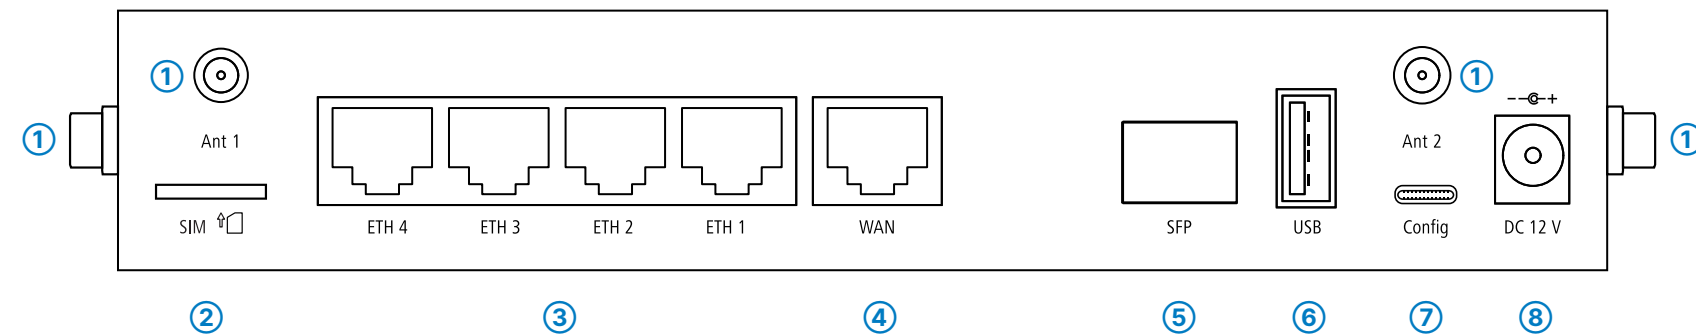 ① ①
- - + 
① ①
Ant 1 Ant 2
SIM ETH 4 ETH 3 ETH 2 ETH 1 WAN SFP USB Config DC 12 V
② ③ ④ ⑤ ⑥ ⑦ ⑧